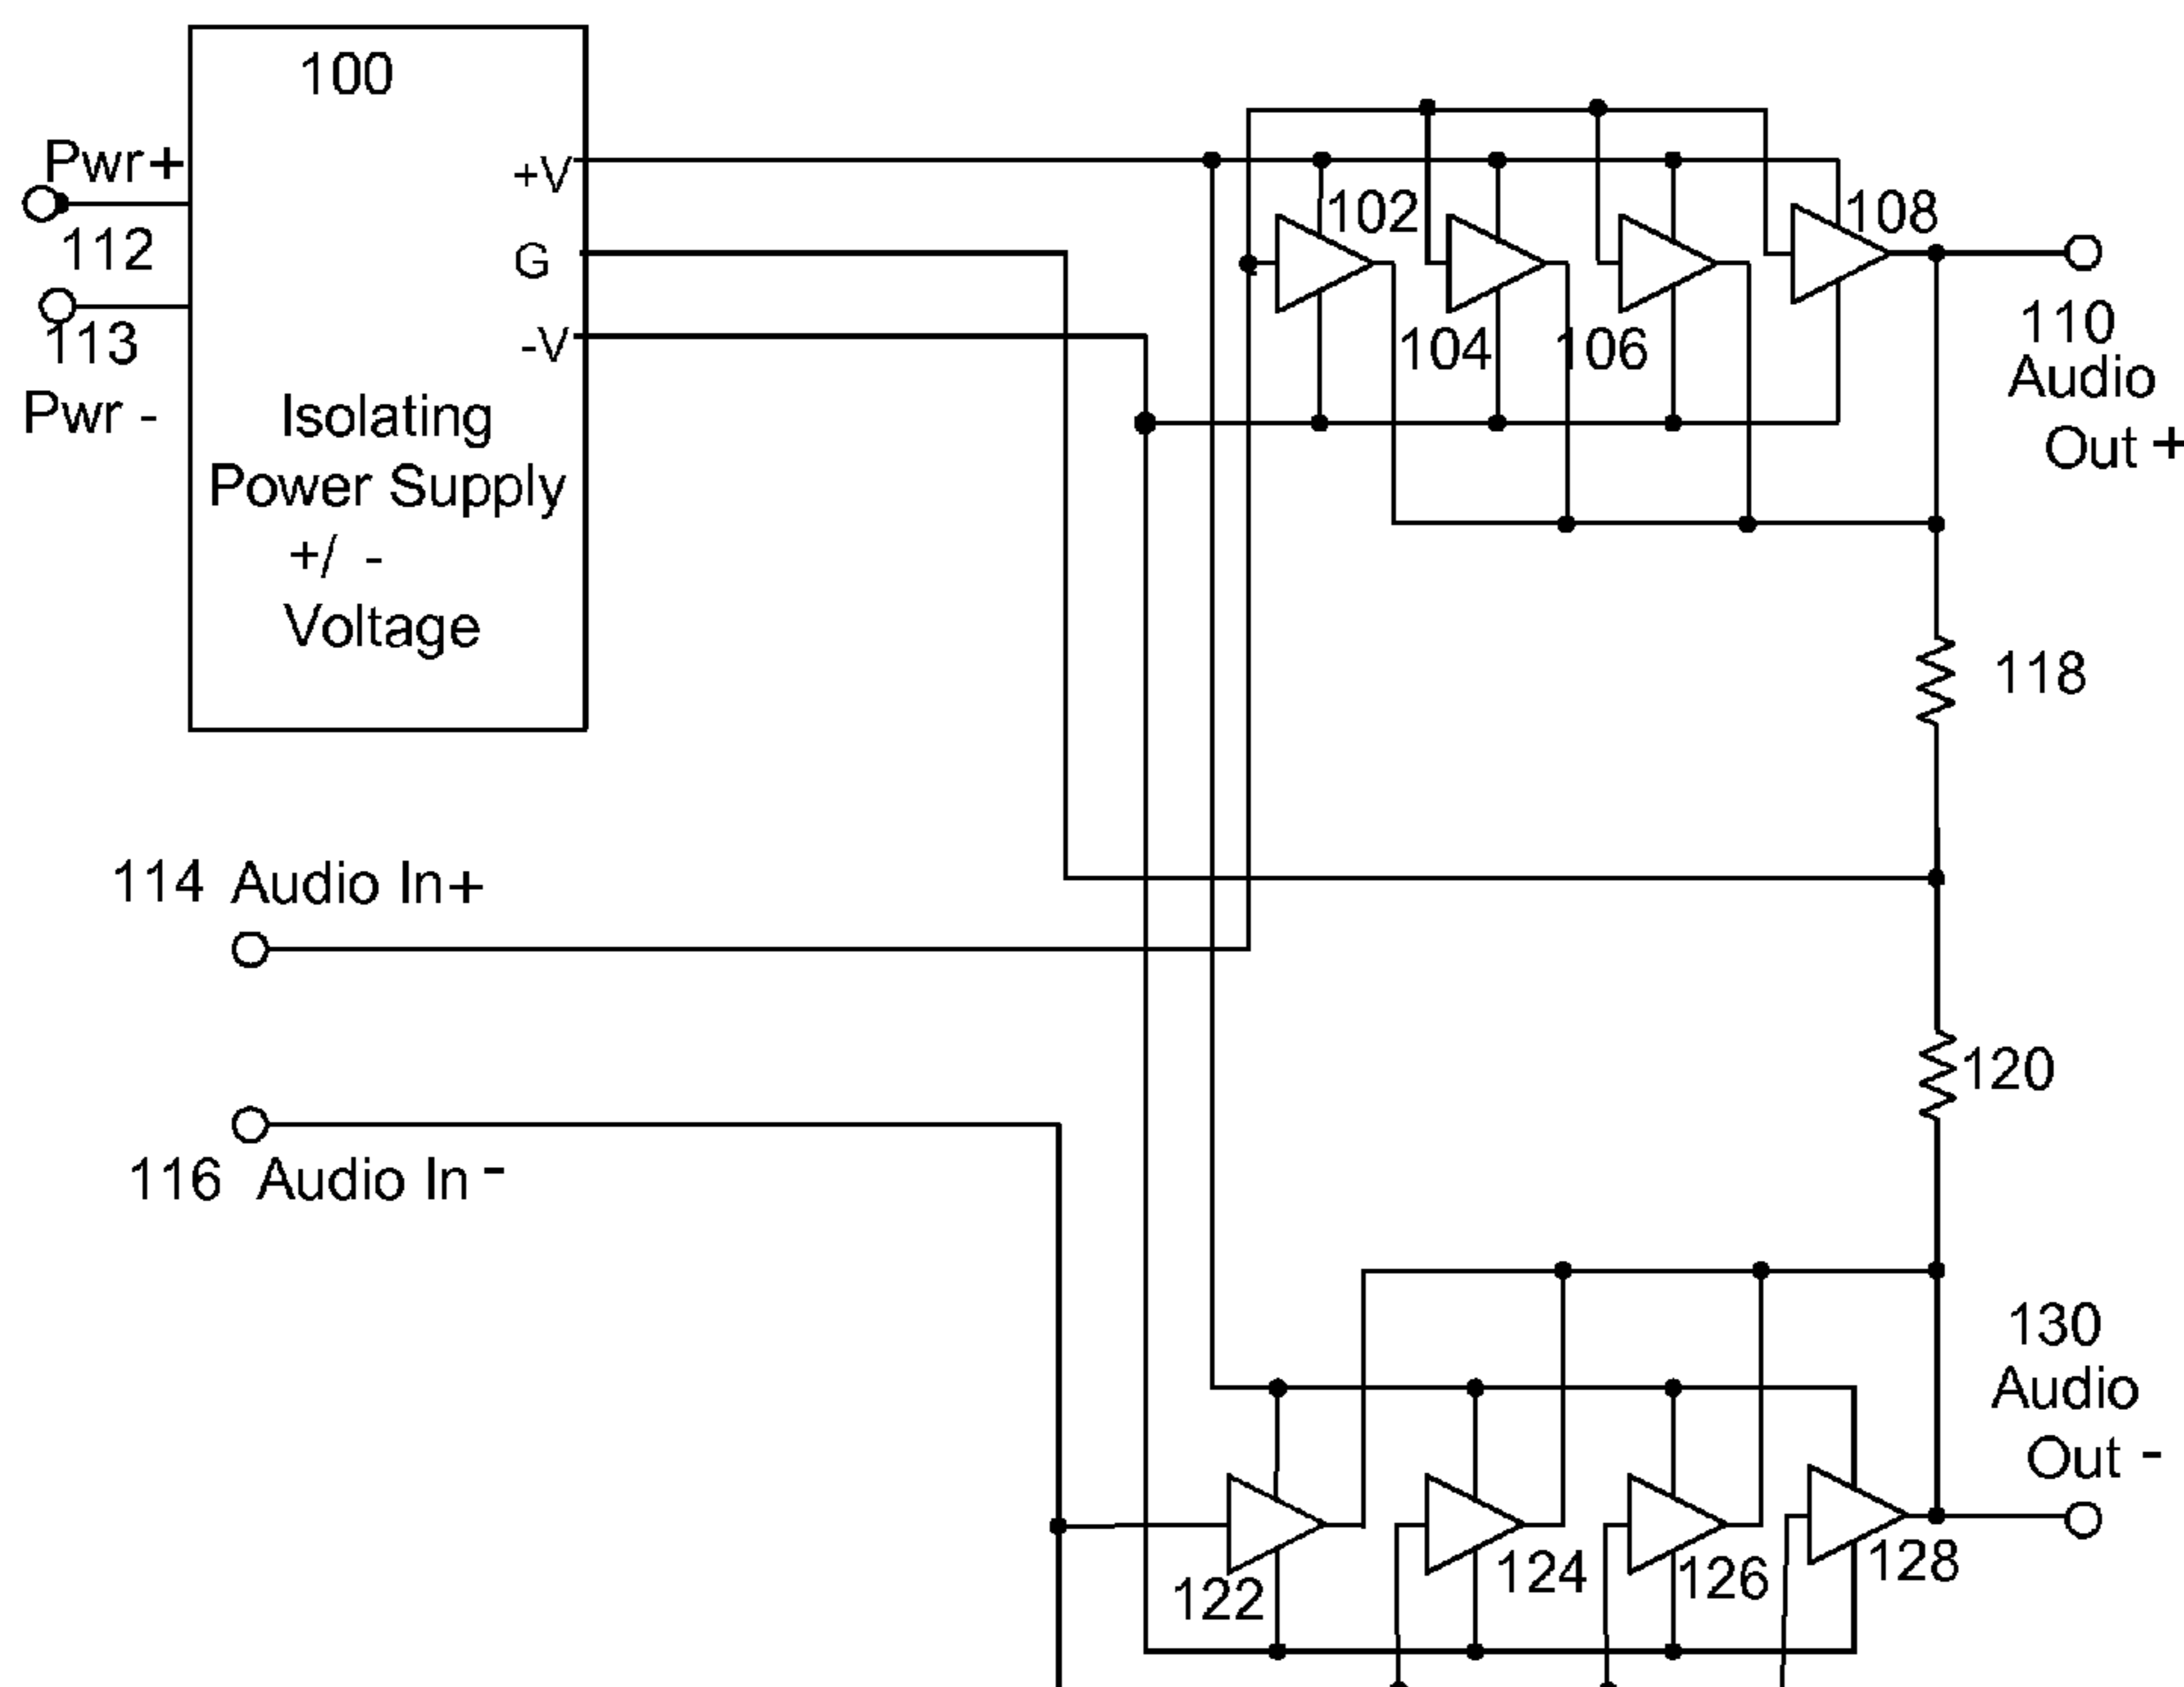 100
Pwr+
112
113
Pwr -
+V
G
-V
Isolating
Power Supply
+/ -
Voltage
102
104
106
108
110
Audio
Out +
118
114 Audio In+
120
116 Audio In -
130
Audio
Out -
122
124
126
128